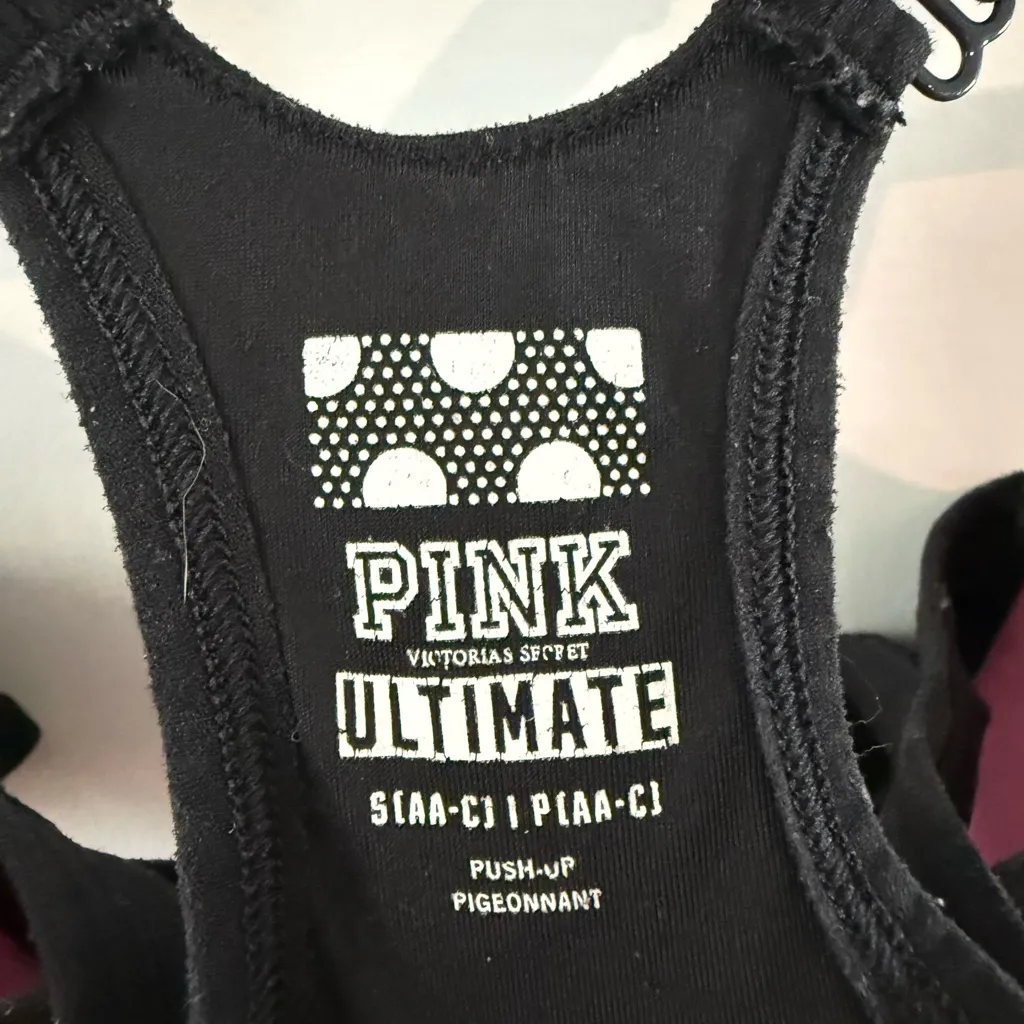 PINK
VICTORIAS SECRET
ULTIMATE
S[AA-C] | P[AA-C]
PUSH-UP
PIGEONNANT